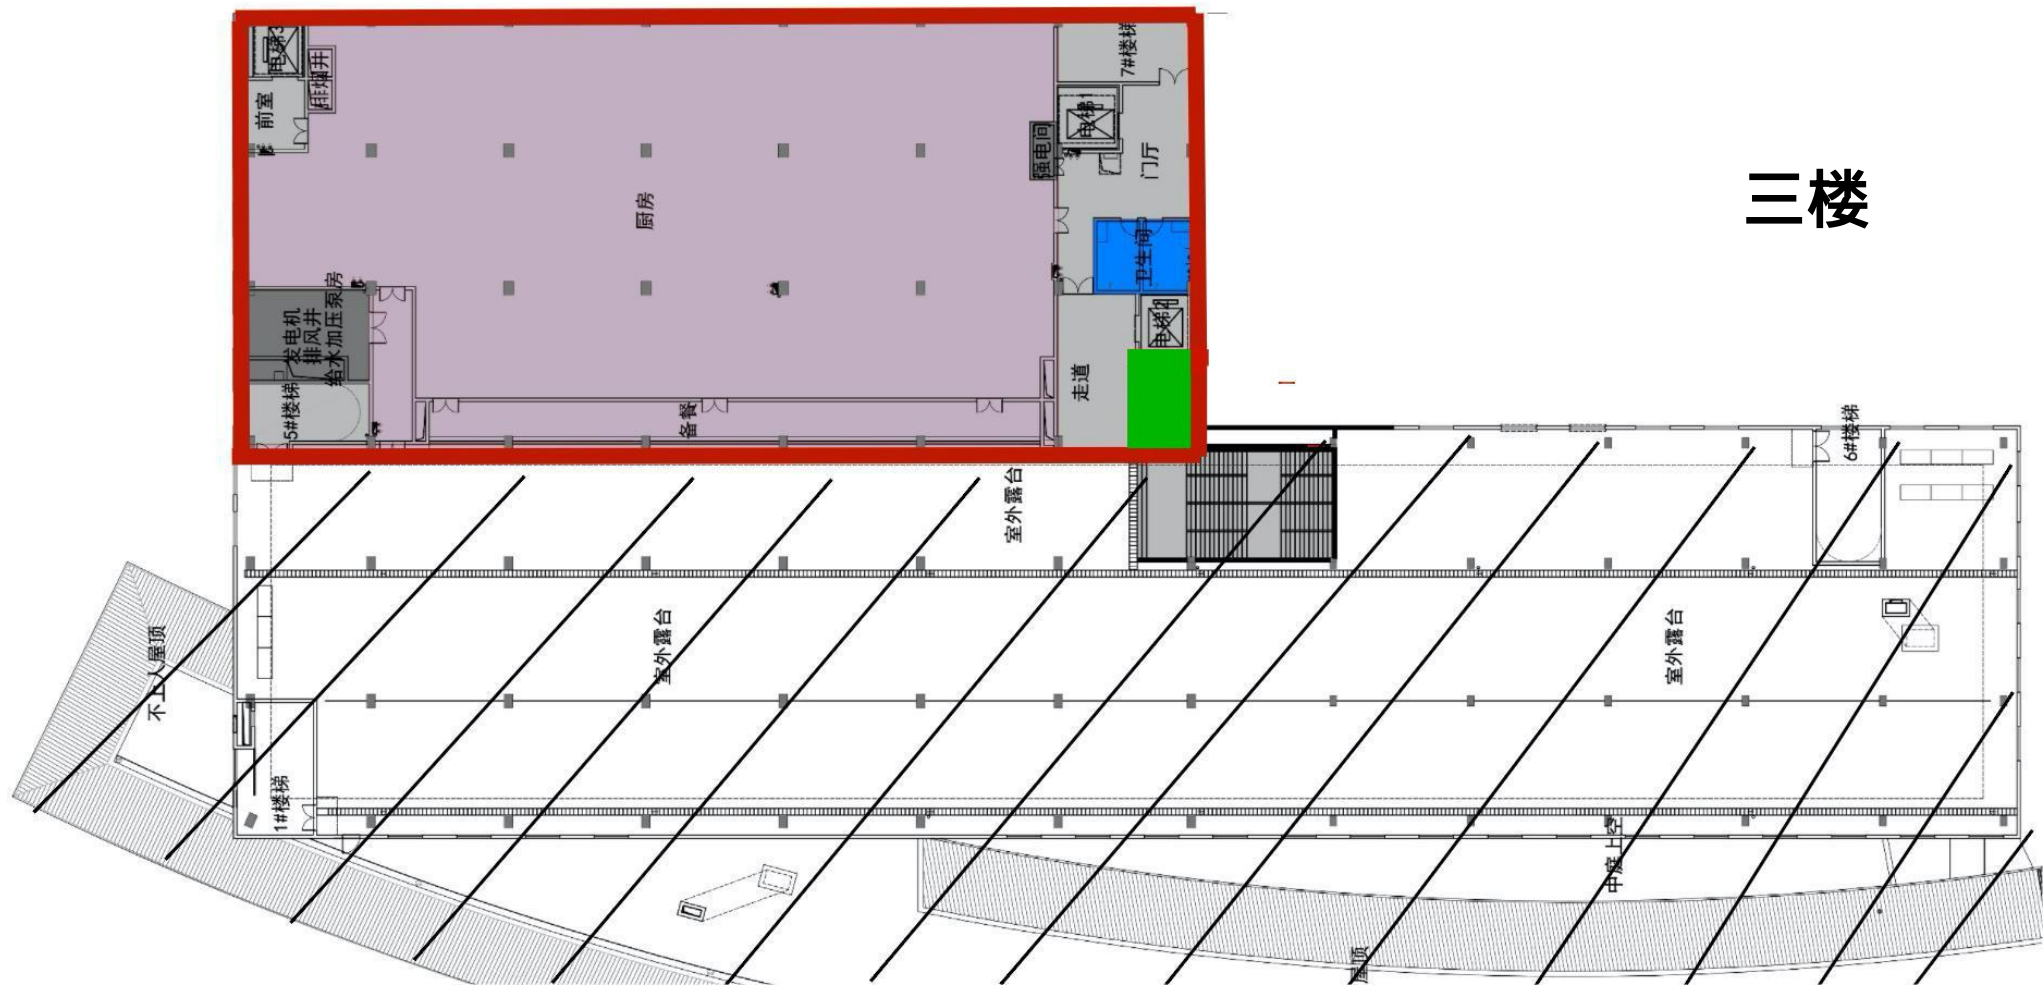 三楼
电梯3
排烟井
前室
7#楼梯
电梯1
强电间
门厅
厨房
卫生间
发电机
排风井
给水加压泵房
电梯2
走道
5#楼梯
备餐
室外露台
6#楼梯
室外露台
室外露台
不上人屋顶
1#楼梯
中庭上空
屋顶